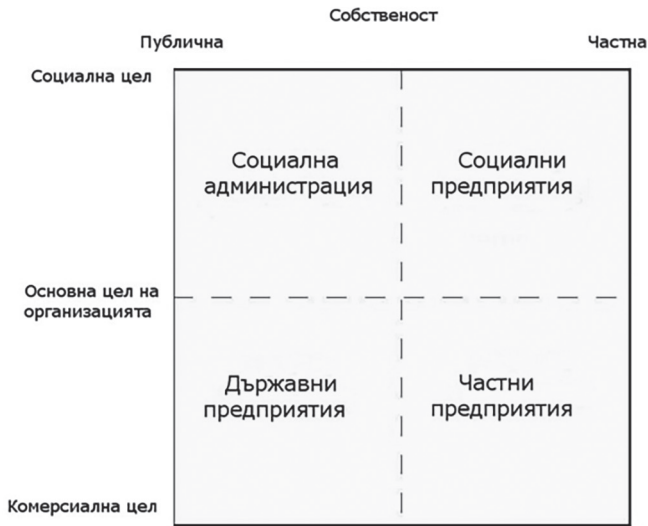 Собственост
Публична
Частна
Социална цел
Социална
администрация
Социални
предприятия
Основна цел на
организацията
Държавни
предприятия
Частни
предприятия
Комерсиална цел